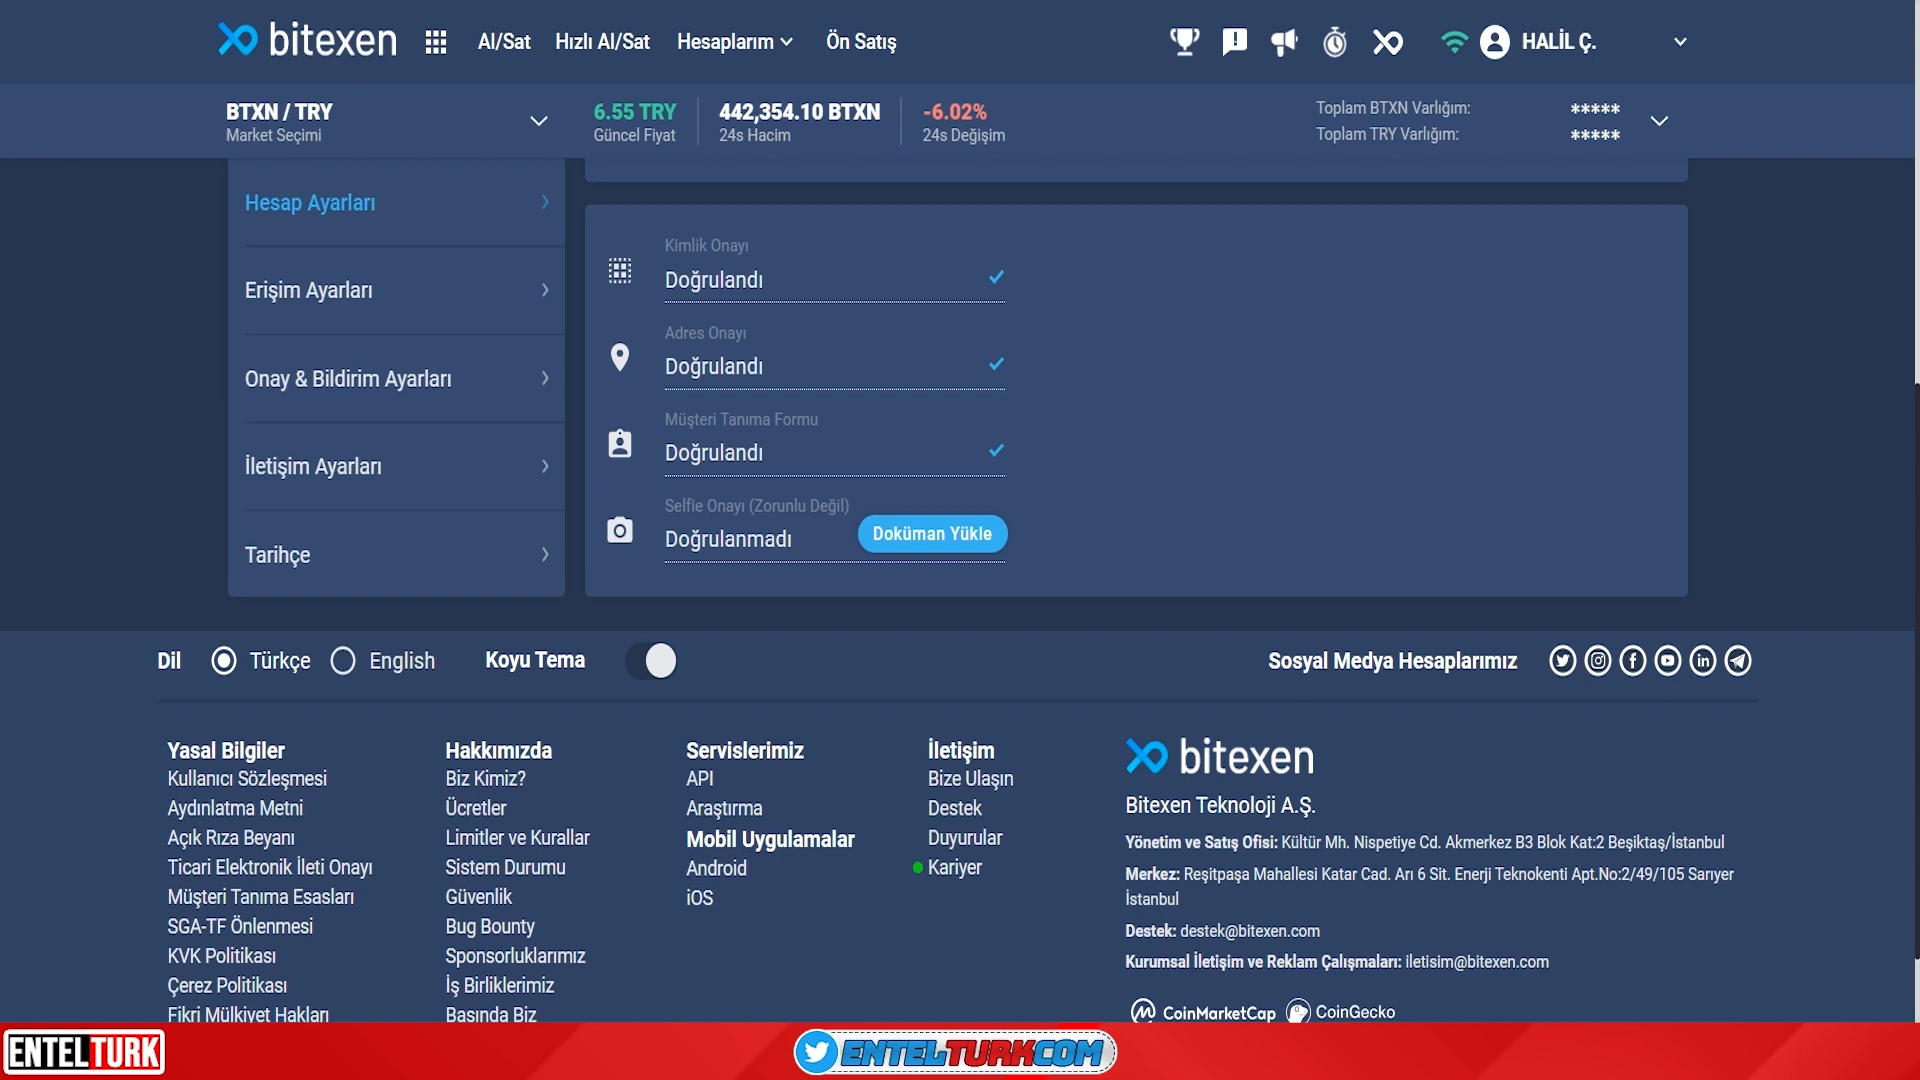 bitexen
Al/Sat
Hızlı Al/Sat
Hesaplarım
Ön Satış
HALİL Ç.
BTXN / TRY
Market Seçimi
6.55 TRY
Güncel Fiyat
442,354.10 BTXN
24s Hacim
-6.02%
24s Değişim
Toplam BTXN Varlığım:
*****
Toplam TRY Varlığım:
*****
Hesap Ayarları
Erişim Ayarları
Onay & Bildirim Ayarları
İletişim Ayarları
Tarihçe
Kimlik Onayı
Doğrulandı
Adres Onayı
Doğrulandı
Müşteri Tanıma Formu
Doğrulandı
Selfie Onayı (Zorunlu Değil)
Doğrulanmadı
Doküman Yükle
Dil
Türkçe
English
Koyu Tema
Sosyal Medya Hesaplarımız
Yasal Bilgiler
Kullanıcı Sözleşmesi
Aydınlatma Metni
Açık Rıza Beyanı
Ticari Elektronik İleti Onayı
Müşteri Tanıma Esasları
SGA-TF Önlenmesi
KVK Politikası
Çerez Politikası
Fikri Mülkiyet Hakları
Hakkımızda
Biz Kimiz?
Ücretler
Limitler ve Kurallar
Sistem Durumu
Güvenlik
Bug Bounty
Sponsorluklarımız
İş Birliklerimiz
Basında Biz
Servislerimiz
API
Araştırma
Mobil Uygulamalar
Android
iOS
İletişim
Bize Ulaşın
Destek
Duyurular
Kariyer
bitexen
Bitexen Teknoloji A.Ş.
Yönetim ve Satış Ofisi: Kültür Mh. Nispetiye Cd. Akmerkez B3 Blok Kat:2 Beşiktaş/İstanbul
Merkez: Reşitpaşa Mahallesi Katar Cad. Arı 6 Sit. Enerji Teknokenti Apt.No:2/49/105 Sarıyer
İstanbul
Destek: destek@bitexen.com
Kurumsal İletişim ve Reklam Çalışmaları: iletisim@bitexen.com
CoinMarketCap
CoinGecko
ENTELTURK
ENTELTURKCOM